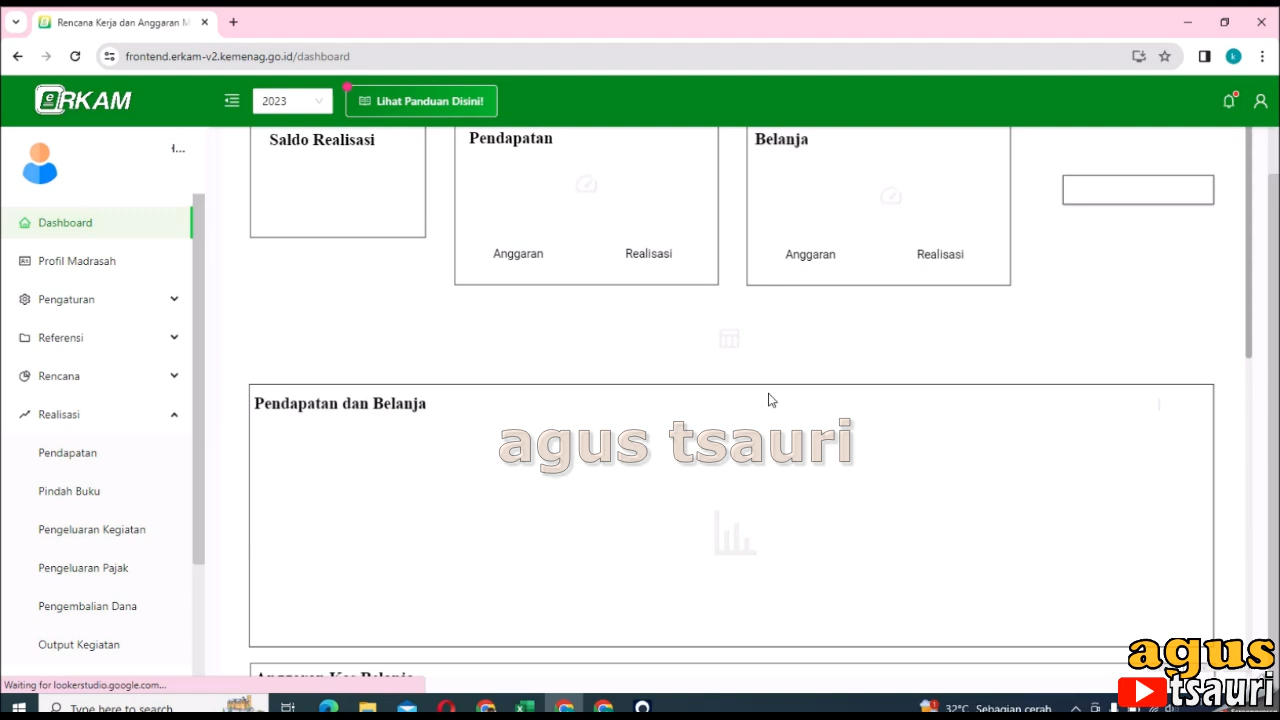 Rencana Kerja dan Anggaran M
frontend.erkam-v2.kemenag.go.id/dashboard
k
eRKAM
2023
Lihat Panduan Disini!
H...
Dashboard
Profil Madrasah
Pengaturan
Referensi
Rencana
Realisasi
Pendapatan
Pindah Buku
Pengeluaran Kegiatan
Pengeluaran Pajak
Pengembalian Dana
Output Kegiatan
Saldo Realisasi
Pendapatan
Anggaran Realisasi
Belanja
Anggaran Realisasi
Pendapatan dan Belanja
agus tsauri
Anggaran Kas Belanja
Waiting for lookerstudio.google.com...
Type here to search
32°C Sebagian cerah
agus
tsauri